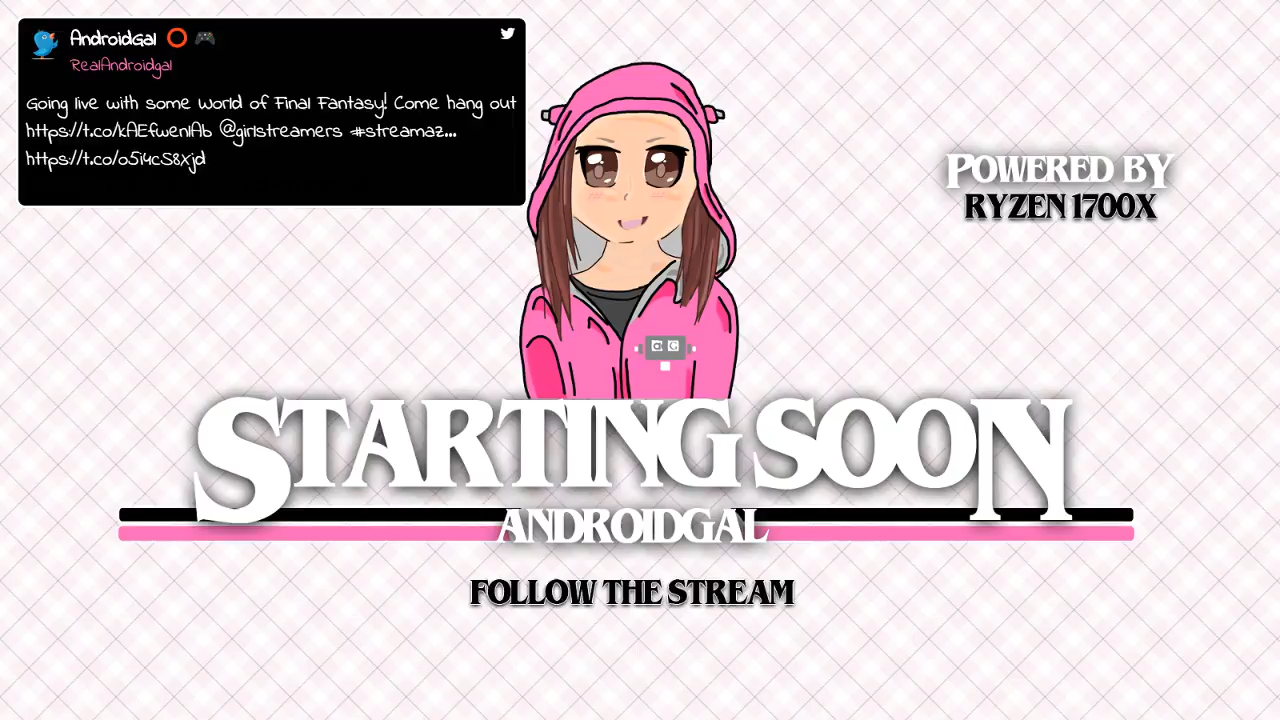 AndroidGal
RealAndroidgal
Going live with some World of Final Fantasy! Come hang out
https://t.co/kAEfwen1Ab @girlstreamers #streamaz...
https://t.co/o5i4cS8Xjd
POWERED BY
RYZEN 1700X
CG
STARTING SOON
ANDROIDGAL
FOLLOW THE STREAM